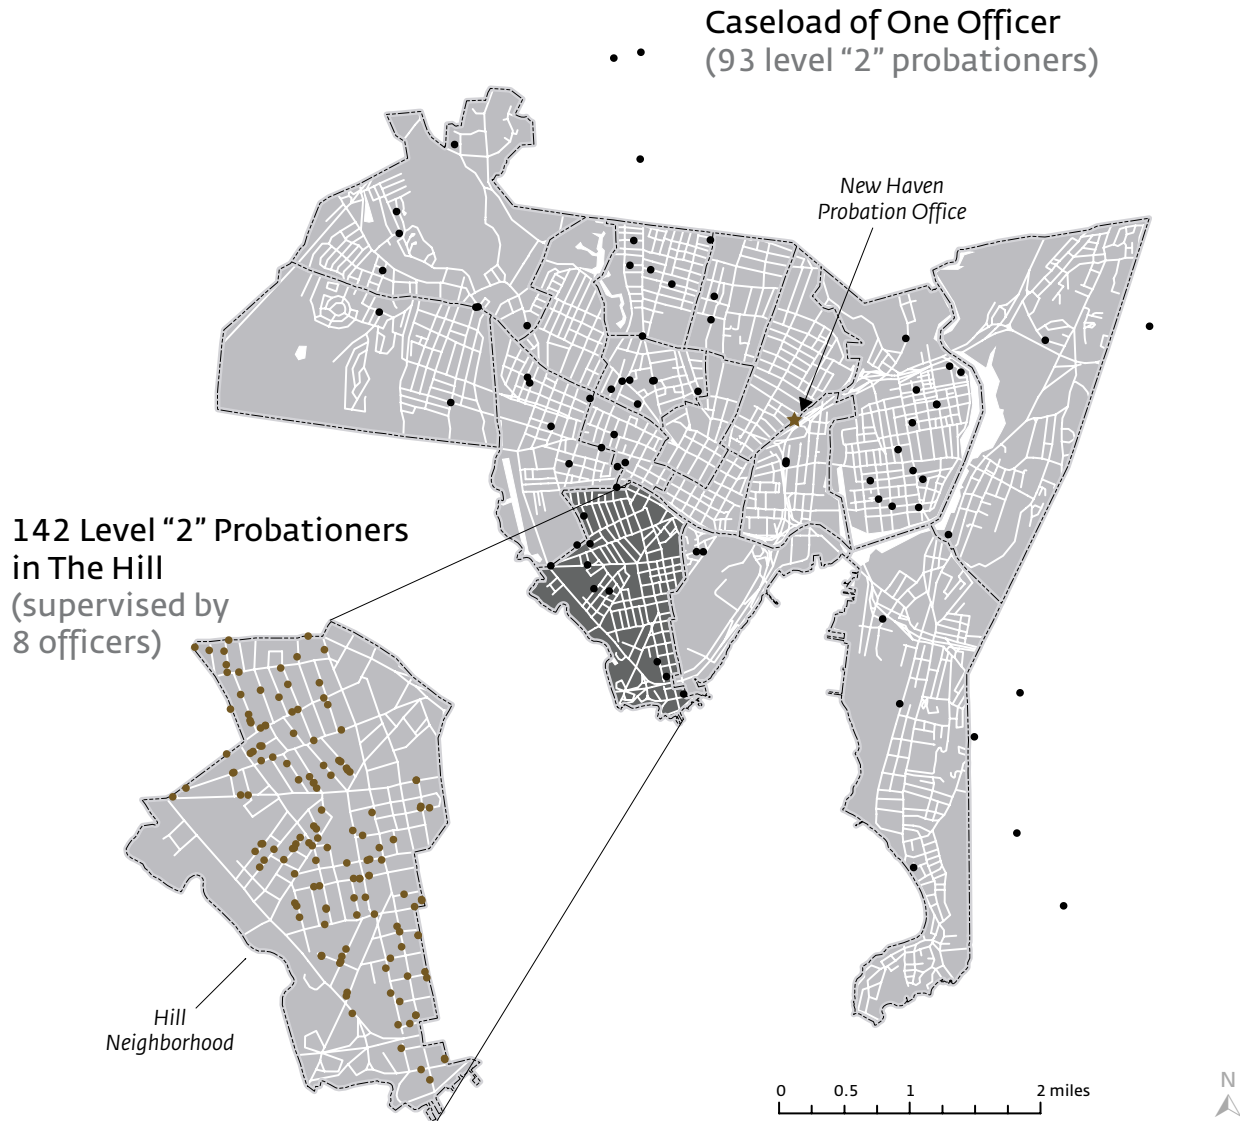 Caseload of One Officer
(93 level “2” probationers)
New Haven
Probation Office
142 Level “2” Probationers
in The Hill
(supervised by
8 officers)
Hill
Neighborhood
0 0.5 1 2 miles
N